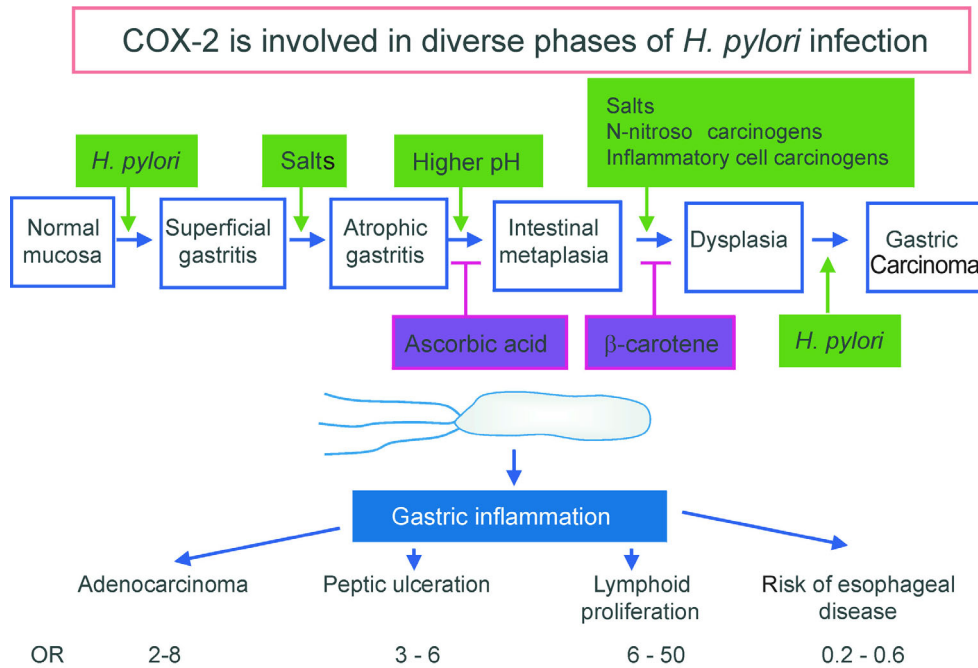 COX-2 is involved in diverse phases of H. pylori infection
Salts
N-nitroso carcinogens
Inflammatory cell carcinogens
H. pylori
Salts
Higher pH
Normal
mucosa
Superficial
gastritis
Atrophic
gastritis
Intestinal
metaplasia
Dysplasia
Gastric
Carcinoma
Ascorbic acid
β-carotene
H. pylori
Gastric inflammation
Adenocarcinoma
Peptic ulceration
Lymphoid
proliferation
Risk of esophageal
disease
OR 2-8 3 - 6 6 - 50 0.2 - 0.6